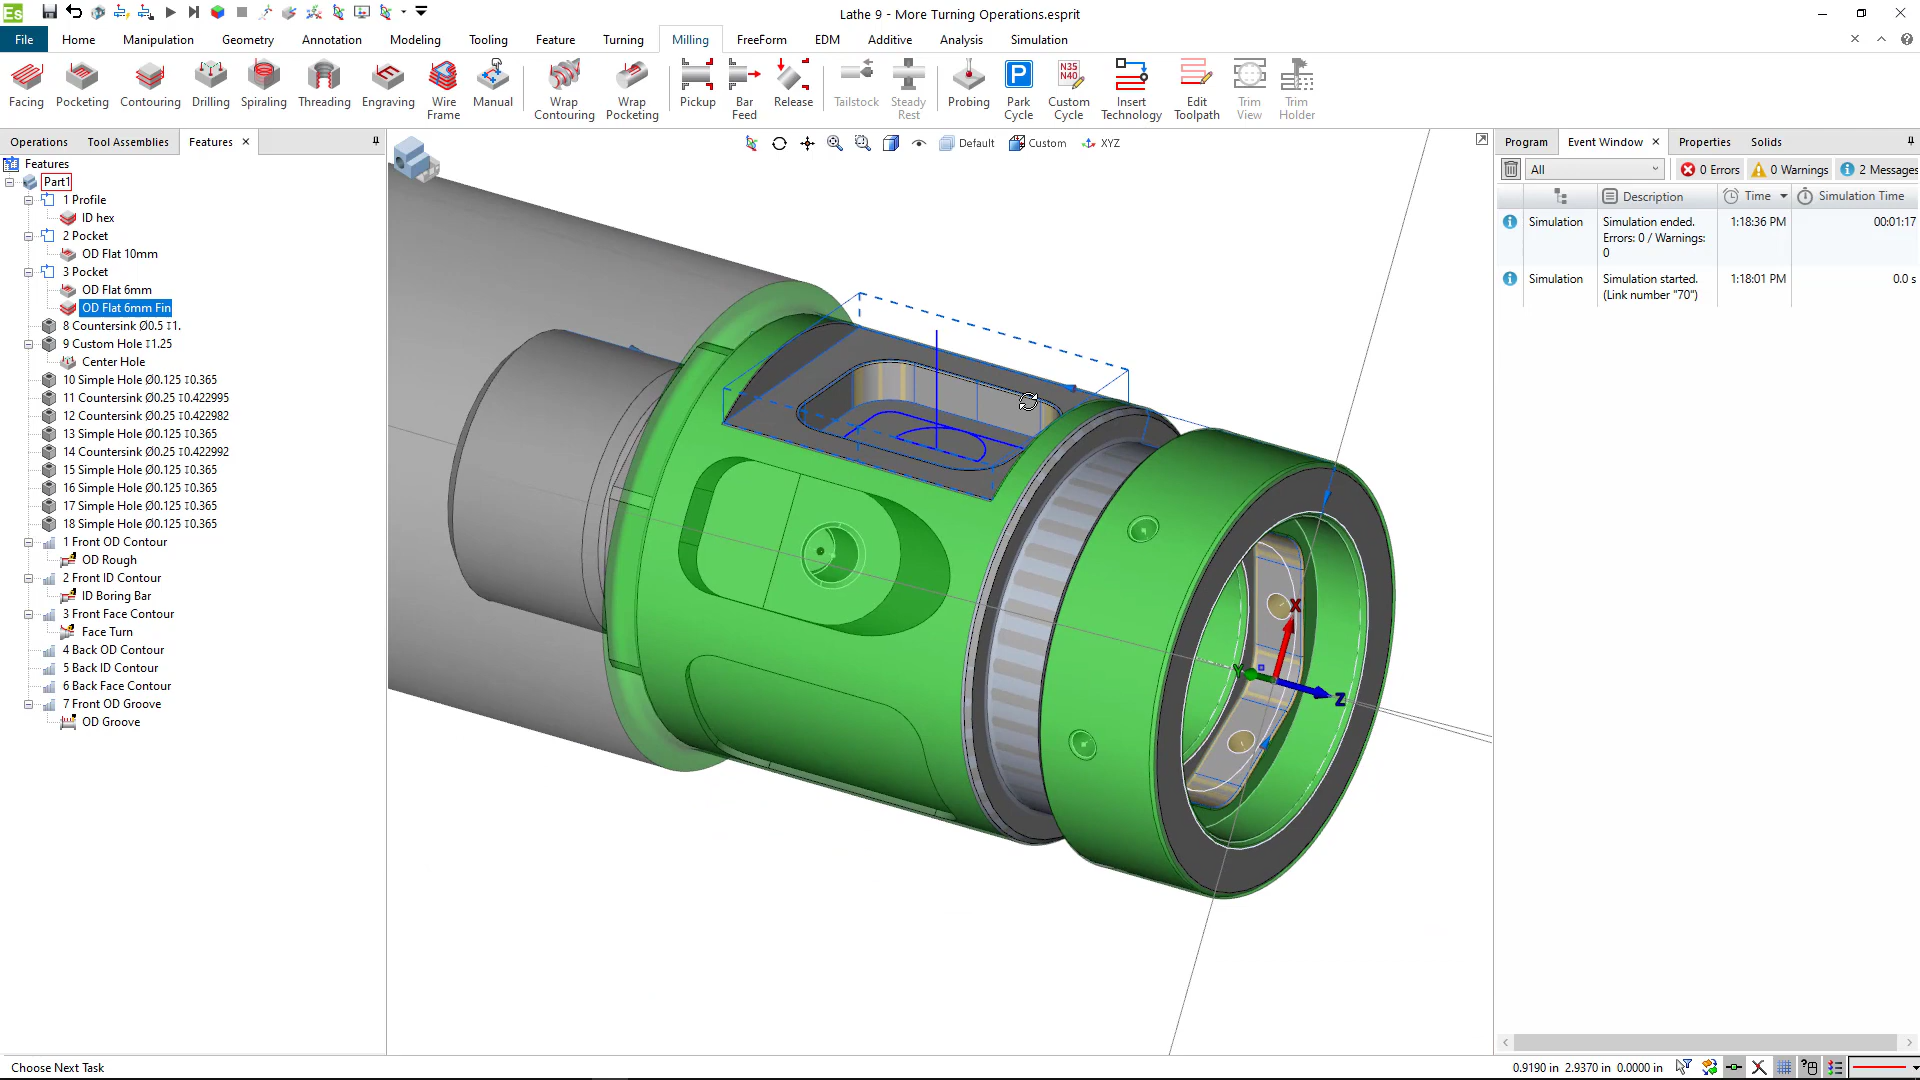 Es
Lathe 9 - More Turning Operations.esprit
File Home Manipulation Geometry Annotation Modeling Tooling Feature Turning Milling FreeForm EDM Additive Analysis Simulation
Facing Pocketing Contouring Drilling Spiraling Threading Engraving Wire Frame Manual Wrap Contouring Wrap Pocketing Pickup Bar Feed Release Tailstock Steady Rest Probing Park Cycle Custom Cycle Insert Technology Edit Toolpath Trim View Trim Holder
P
N35
N40
Operations Tool Assemblies Features
Default Custom XYZ
Program Event Window Properties Solids
All 0 Errors 0 Warnings 2 Messages
Description Time Simulation Time
Simulation Simulation ended. 1:18:36 PM 00:01:17
Errors: 0 / Warnings:
0
Simulation Simulation started. 1:18:01 PM 0.0 s
(Link number "70")
Features
Part1
1 Profile
ID hex
2 Pocket
OD Flat 10mm
3 Pocket
OD Flat 6mm
OD Flat 6mm Fin
8 Countersink Ø0.5 ↧1.
9 Custom Hole ↧1.25
Center Hole
10 Simple Hole Ø0.125 ↧0.365
11 Countersink Ø0.25 ↧0.422995
12 Countersink Ø0.25 ↧0.422982
13 Simple Hole Ø0.125 ↧0.365
14 Countersink Ø0.25 ↧0.422992
15 Simple Hole Ø0.125 ↧0.365
16 Simple Hole Ø0.125 ↧0.365
17 Simple Hole Ø0.125 ↧0.365
18 Simple Hole Ø0.125 ↧0.365
1 Front OD Contour
OD Rough
2 Front ID Contour
ID Boring Bar
3 Front Face Contour
Face Turn
4 Back OD Contour
5 Back ID Contour
6 Back Face Contour
7 Front OD Groove
OD Groove
X
Y
Z
Choose Next Task
0.9190 in 2.9370 in 0.0000 in